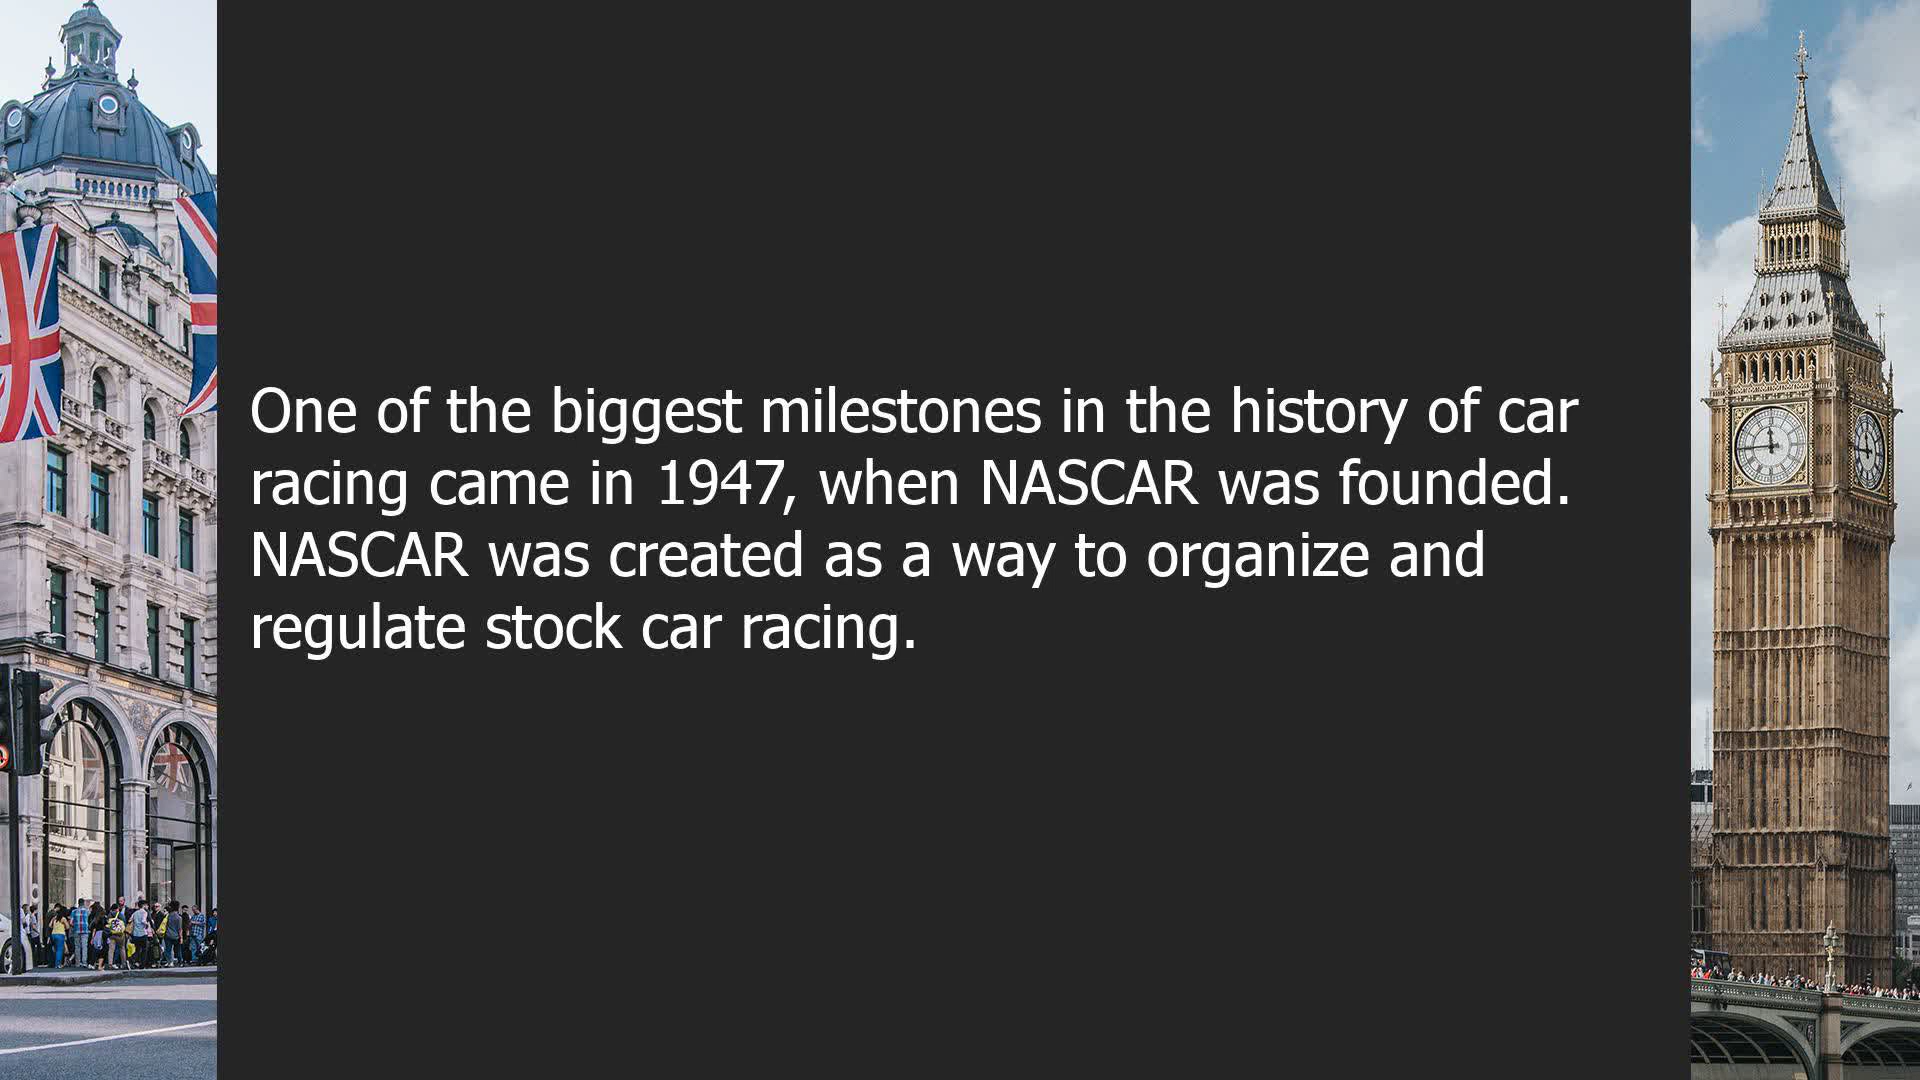 One of the biggest milestones in the history of car
racing came in 1947, when NASCAR was founded.
NASCAR was created as a way to organize and
regulate stock car racing.